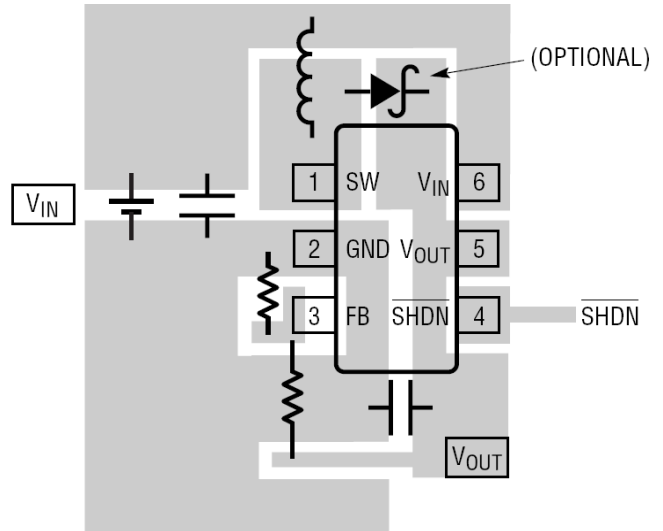 (OPTIONAL)
1 SW VIN 6
VIN
2 GND VOUT 5
3 FB SHDN 4 SHDN
VOUT